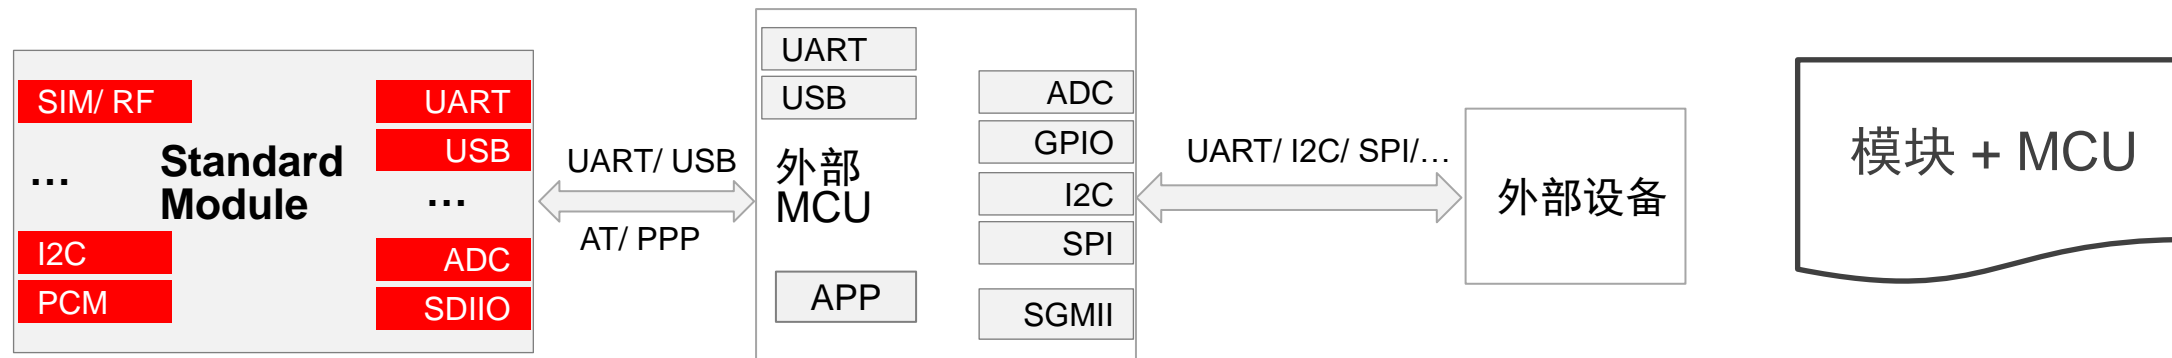 SIM/ RF
...
Standard
Module
I2C
PCM
UART
USB
...
ADC
SDIIO
UART/ USB
AT/ PPP
UART
USB
外部
MCU
APP
ADC
GPIO
I2C
SPI
SGMII
UART/ I2C/ SPI/...
外部设备
模块 + MCU